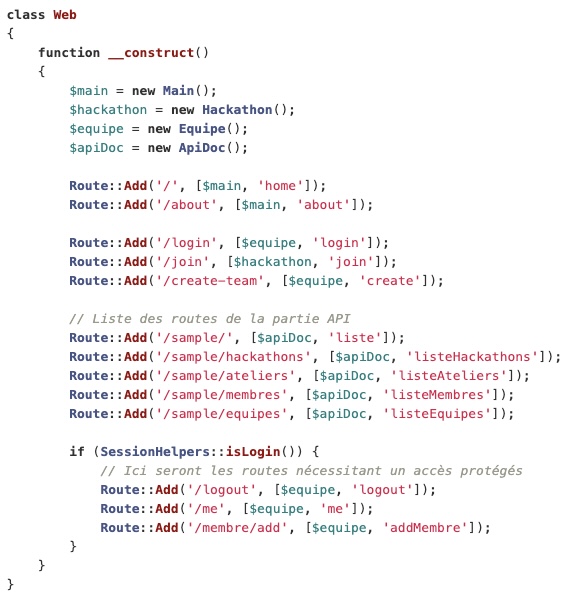 class Web
{
    function __construct()
    {
        $main = new Main();
        $hackathon = new Hackathon();
        $equipe = new Equipe();
        $apiDoc = new ApiDoc();

        Route::Add('/', [$main, 'home']);
        Route::Add('/about', [$main, 'about']);

        Route::Add('/login', [$equipe, 'login']);
        Route::Add('/join', [$hackathon, 'join']);
        Route::Add('/create-team', [$equipe, 'create']);

        // Liste des routes de la partie API
        Route::Add('/sample/', [$apiDoc, 'liste']);
        Route::Add('/sample/hackathons', [$apiDoc, 'listeHackathons']);
        Route::Add('/sample/ateliers', [$apiDoc, 'listeAteliers']);
        Route::Add('/sample/membres', [$apiDoc, 'listeMembres']);
        Route::Add('/sample/equipes', [$apiDoc, 'listeEquipes']);

        if (SessionHelpers::isLogin()) {
            // Ici seront les routes nécessitant un accès protégés
            Route::Add('/logout', [$equipe, 'logout']);
            Route::Add('/me', [$equipe, 'me']);
            Route::Add('/membre/add', [$equipe, 'addMembre']);
        }
    }
}